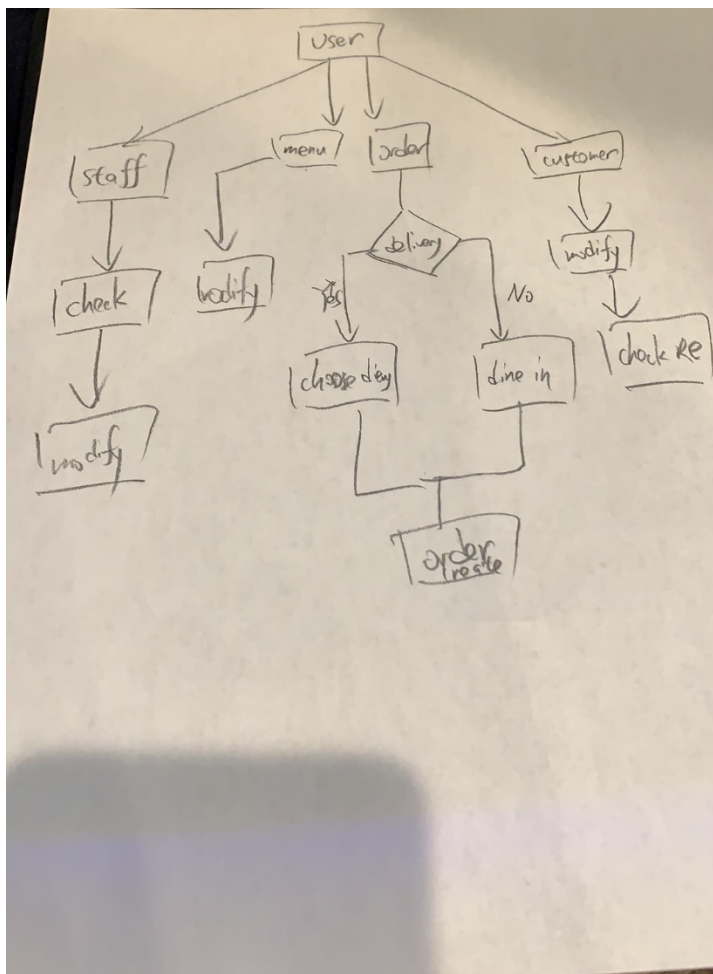 user
staff
menu
order
customer
delivery
modify
check
modify
Yes
No
check Re
choose
dine in
modify
order
create